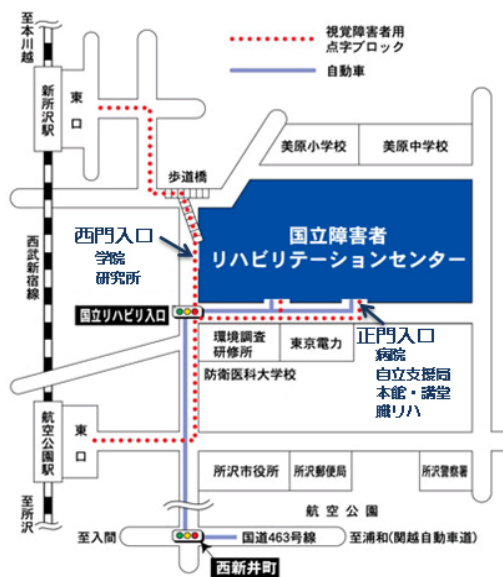 至本川越
視覚障害者用
点字ブロック
自動車
新所沢駅
東口
美原小学校
美原中学校
歩道橋
西門入口
学院
研究所
国立障害者
リハビリテーションセンター
西武新宿線
国立リハビリ入口
環境調査
研修所
東京電力
正門入口
病院
自立支援局
本館・講堂
職リハ
防衛医科大学校
航空公園駅
東口
所沢市役所
所沢郵便局
所沢警察署
至所沢
航空公園
至入間
国道463号線
至浦和(関越自動車道)
西新井町